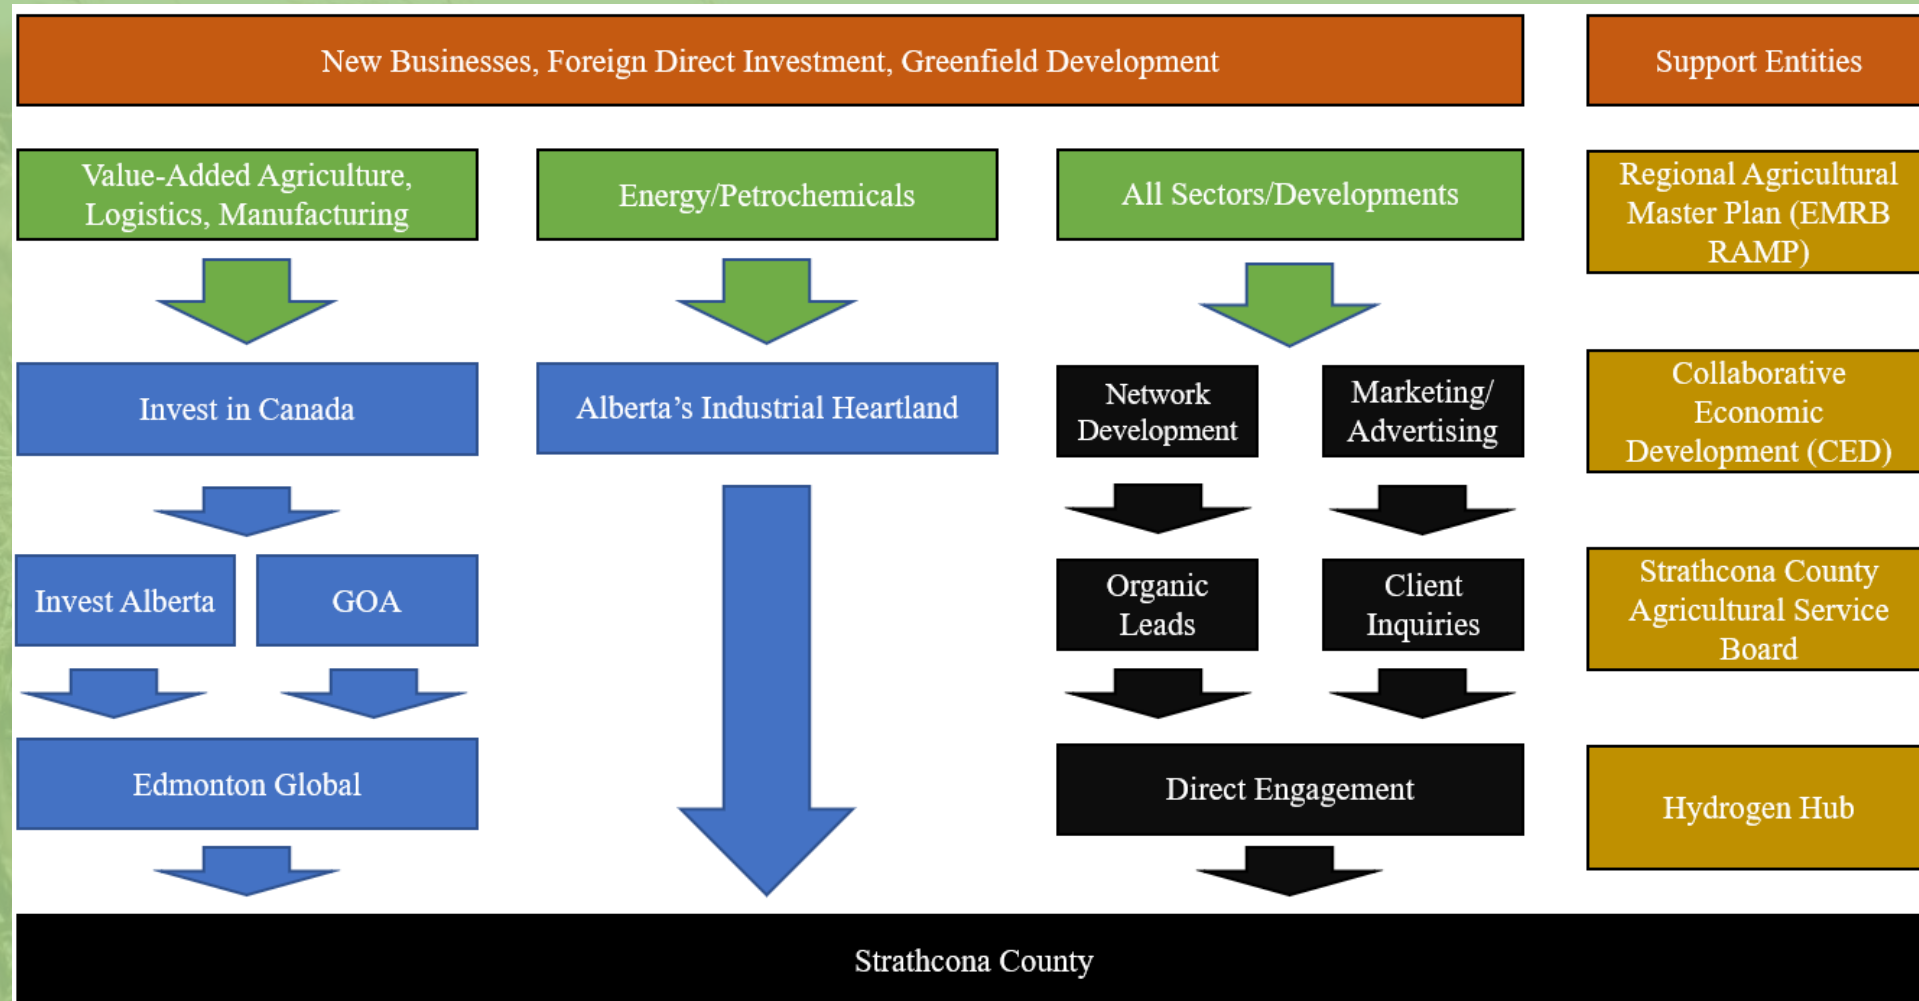 New Businesses, Foreign Direct Investment, Greenfield Development
Support Entities
Value-Added Agriculture,
Logistics, Manufacturing
Energy/Petrochemicals
All Sectors/Developments
Regional Agricultural
Master Plan (EMRB
RAMP)
Invest in Canada
Alberta’s Industrial Heartland
Network
Development
Marketing/
Advertising
Collaborative
Economic
Development (CED)
Invest Alberta
GOA
Organic
Leads
Client
Inquiries
Strathcona County
Agricultural Service
Board
Edmonton Global
Direct Engagement
Hydrogen Hub
Strathcona County